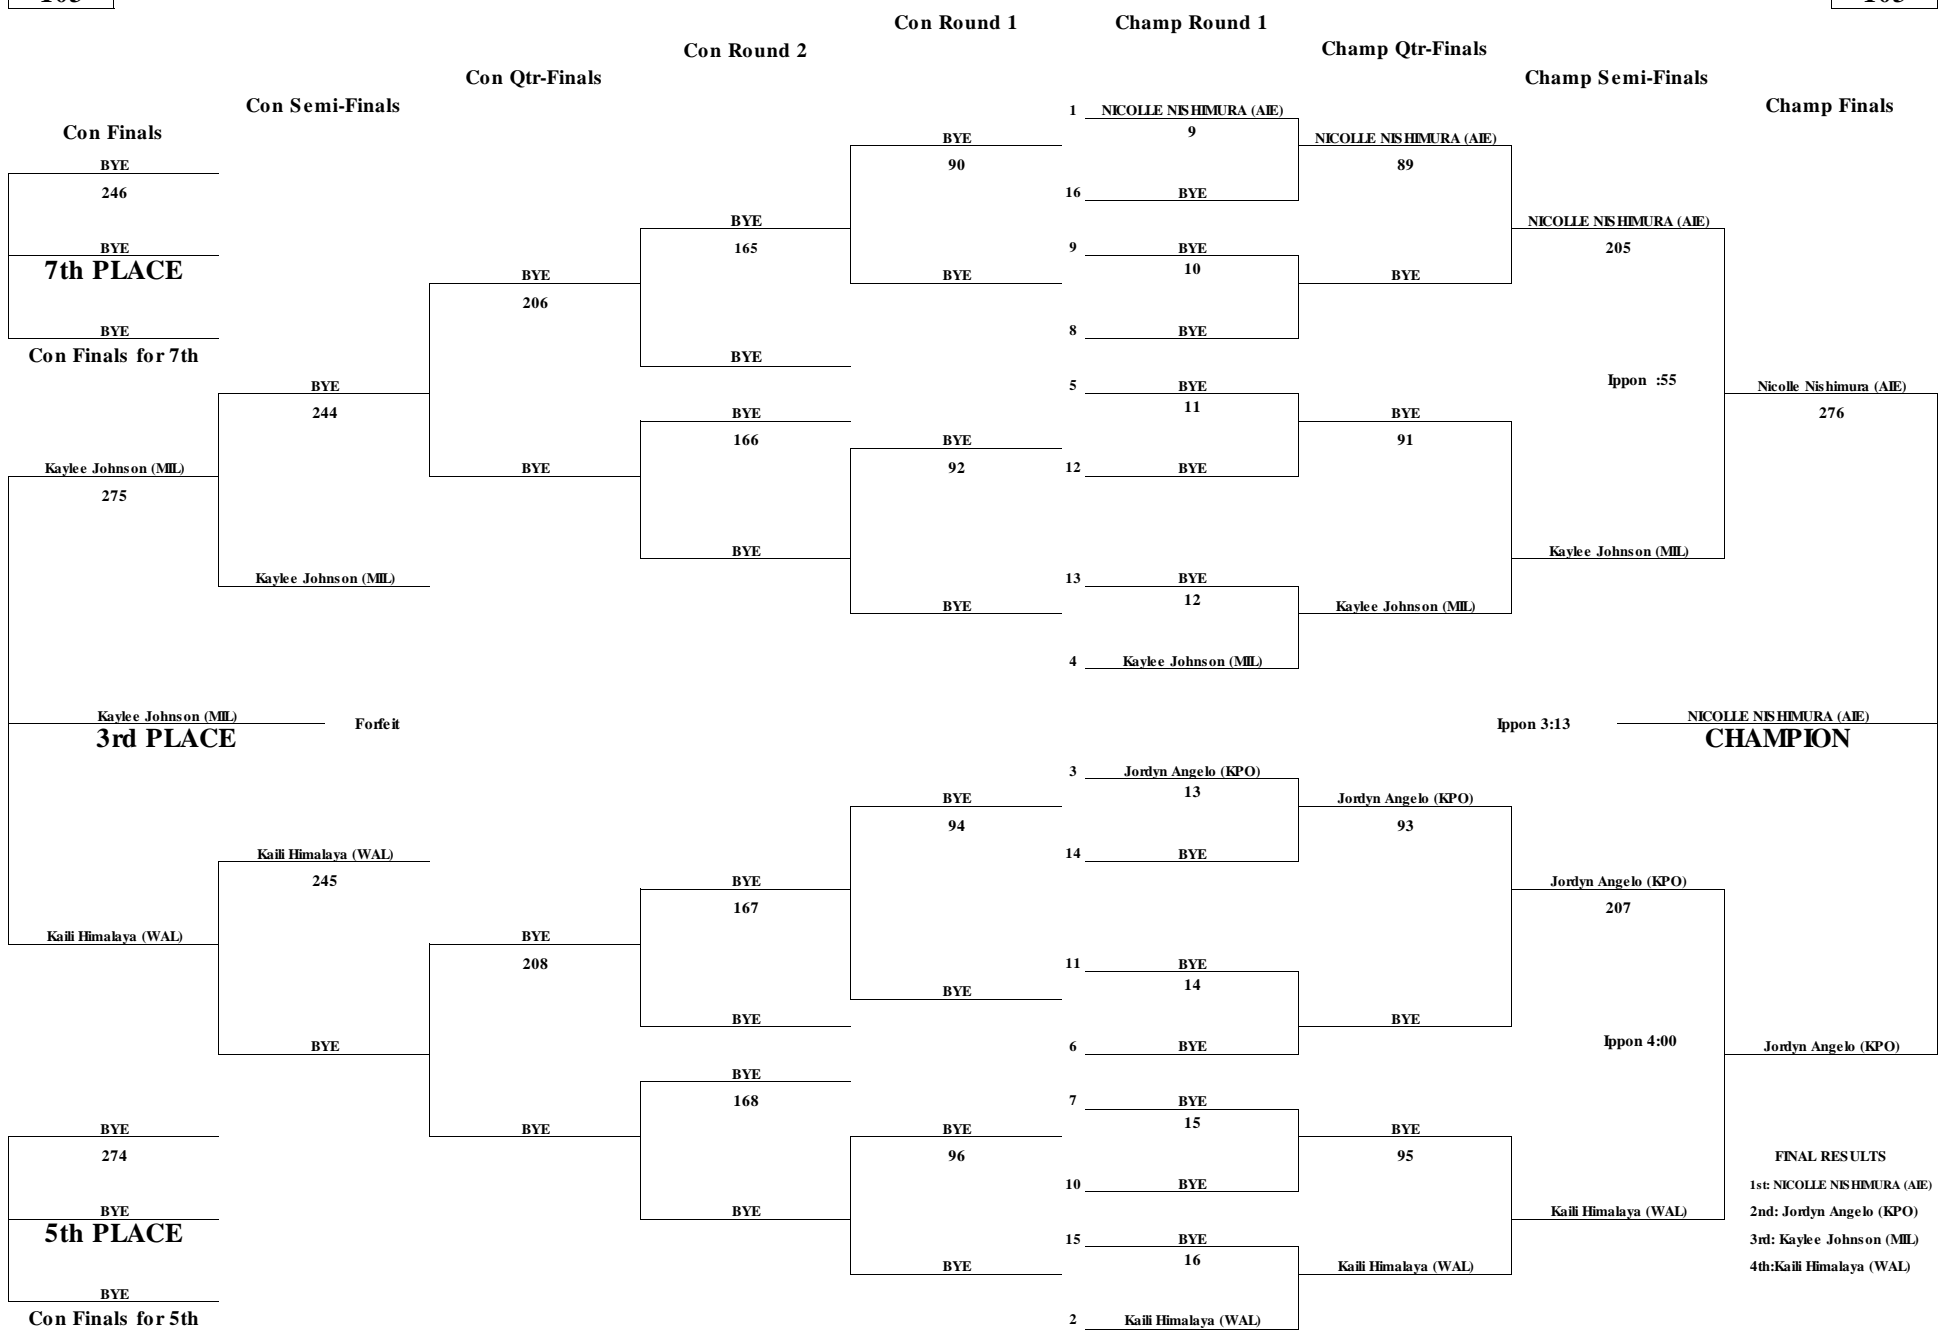 Con Round 1
Champ Round 1
Con Round 2
Champ Qtr-Finals
Con Qtr-Finals
Champ Semi-Finals
Con Semi-Finals
Champ Finals
Con Finals
1 NICOLLE NISHIMURA (AIE)
9
BYE
NICOLLE NISHIMURA (AIE)
90
89
BYE
246
16 BYE
BYE
165
NICOLLE NISHIMURA (AIE)
205
BYE
7th PLACE
9 BYE
10
BYE
206
BYE
BYE
BYE
Con Finals for 7th
8 BYE
BYE
Ippon :55
BYE
244
5 BYE
11
Nicolle Nishimura (AIE)
276
BYE
166
BYE
91
BYE
92
Kaylee Johnson (MIL)
275
BYE
12 BYE
BYE
Kaylee Johnson (MIL)
Kaylee Johnson (MIL)
13 BYE
12
BYE
Kaylee Johnson (MIL)
4 Kaylee Johnson (MIL)
Kaylee Johnson (MIL)
3rd PLACE
Forfeit
Ippon 3:13
NICOLLE NISHIMURA (AIE)
CHAMPION
3 Jordyn Angelo (KPO)
13
BYE
94
Jordyn Angelo (KPO)
93
14 BYE
Kaili Himalaya (WAL)
245
BYE
167
Jordyn Angelo (KPO)
207
Kaili Himalaya (WAL)
BYE
208
11 BYE
14
BYE
BYE
BYE
6 BYE
BYE
Ippon 4:00
Jordyn Angelo (KPO)
BYE
168
7 BYE
15
BYE
274
BYE
BYE
96
BYE
95
FINAL RESULTS
10 BYE
1st: NICOLLE NISHIMURA (AIE)
BYE
5th PLACE
BYE
Kaili Himalaya (WAL)
2nd: Jordyn Angelo (KPO)
15 BYE
16
3rd: Kaylee Johnson (MIL)
BYE
Kaili Himalaya (WAL)
4th:Kaili Himalaya (WAL)
BYE
Con Finals for 5th
2 Kaili Himalaya (WAL)